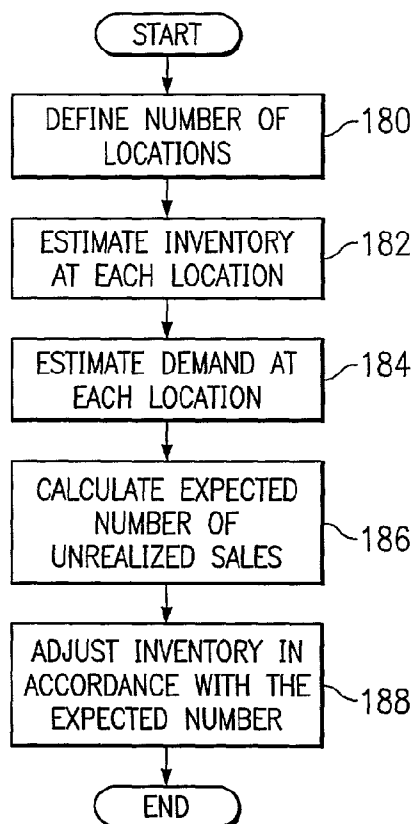 START
DEFINE NUMBER OF
LOCATIONS
180
ESTIMATE INVENTORY
AT EACH LOCATION
182
ESTIMATE DEMAND AT
EACH LOCATION
184
CALCULATE EXPECTED
NUMBER OF
UNREALIZED SALES
186
ADJUST INVENTORY IN
ACCORDANCE WITH THE
EXPECTED NUMBER
188
END